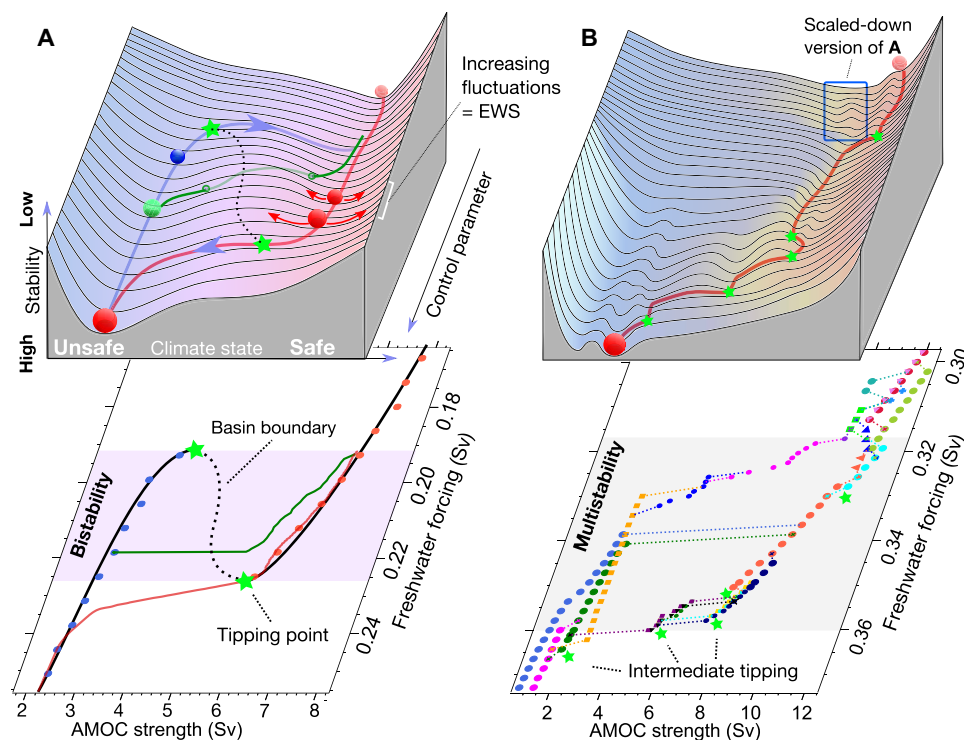 A
B
Scaled-down
version of A
Increasing
fluctuations
= EWS
Control parameter
Stability
Low
High
Unsafe
Climate state
Safe
Basin boundary
Bistability
Tipping point
0.18
0.20
0.22
0.24
Freshwater forcing (Sv)
2 3 4 5 6 7 8
AMOC strength (Sv)
Multistability
Intermediate tipping
0.30
0.32
0.34
0.36
Freshwater forcing (Sv)
2 4 6 8 10 12
AMOC strength (Sv)